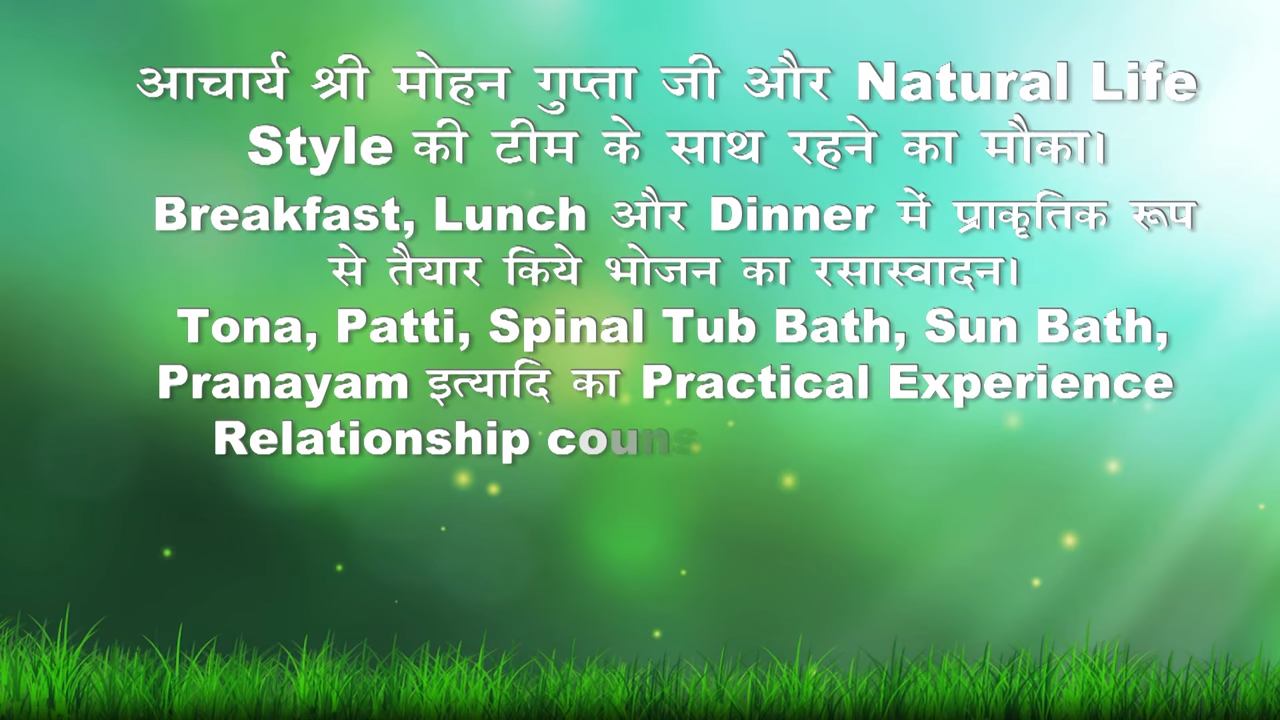 आचार्य श्री मोहन गुप्ता जी और Natural Life
Style की टीम के साथ रहने का मौका।
Breakfast, Lunch और Dinner में प्राकृतिक रूप
से तैयार किये भोजन का रसास्वादन।
Tona, Patti, Spinal Tub Bath, Sun Bath,
Pranayam इत्यादि का Practical Experience
Relationship couns